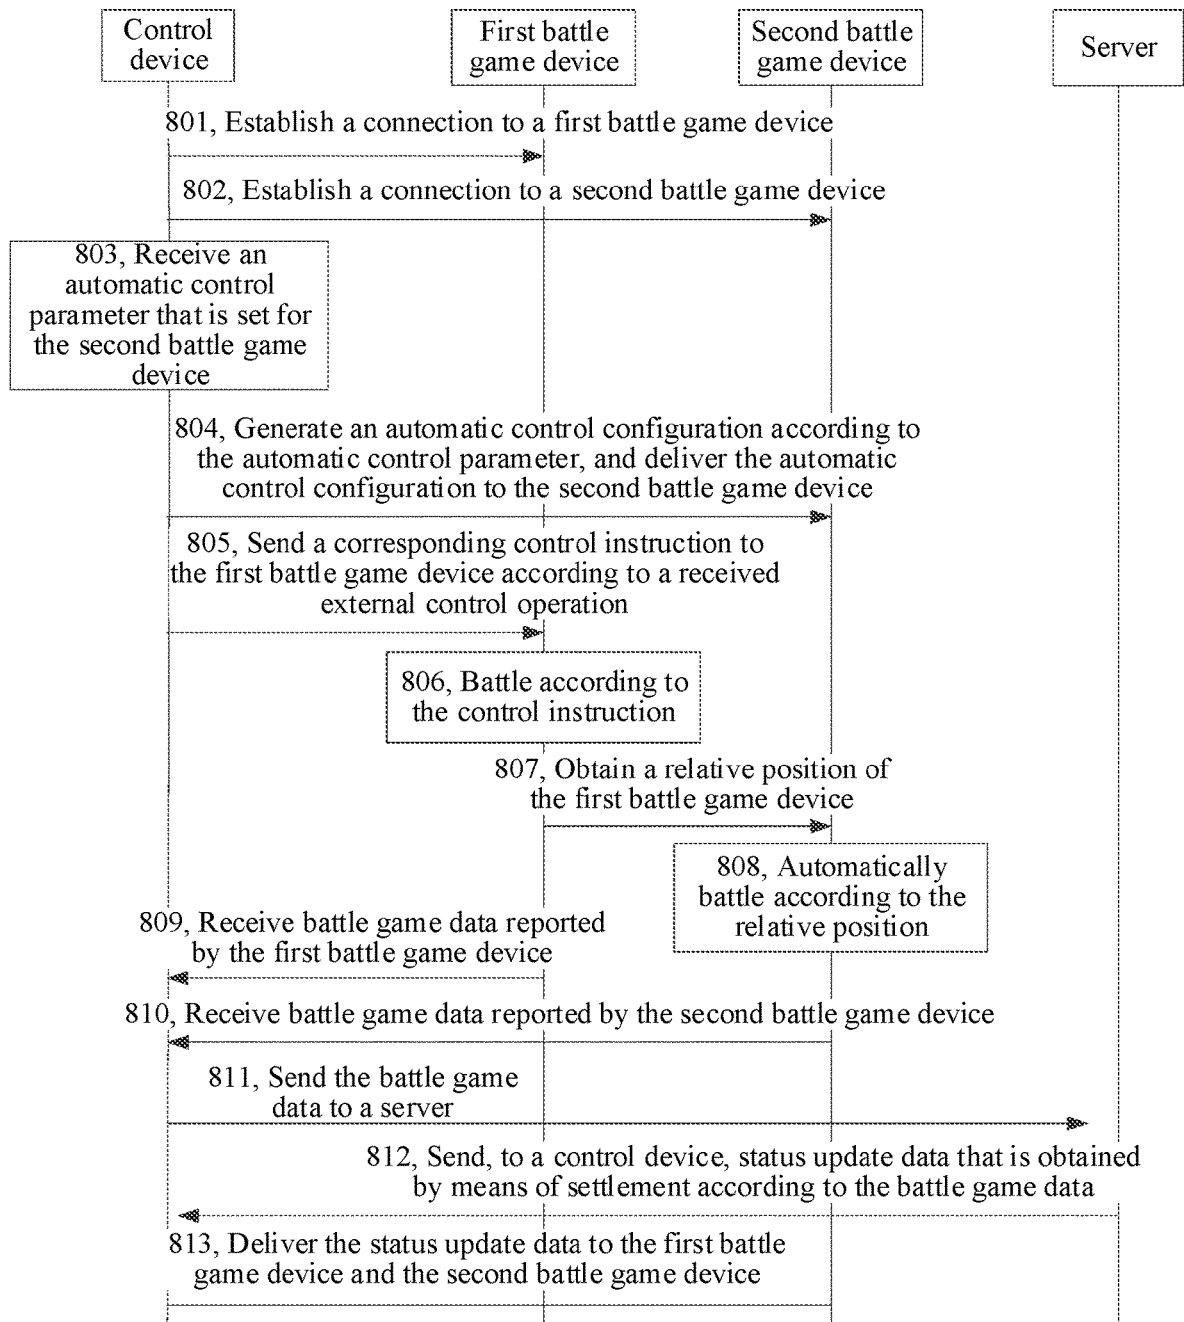 Control
device
First battle
game device
Second battle
game device
Server
801, Establish a connection to a first battle game device
802, Establish a connection to a second battle game device
803, Receive an
automatic control
parameter that is set for
the second battle game
device
804, Generate an automatic control configuration according to
the automatic control parameter, and deliver the automatic
control configuration to the second battle game device
805, Send a corresponding control instruction to
the first battle game device according to a received
external control operation
806, Battle according to
the control instruction
807, Obtain a relative position of
the first battle game device
808, Automatically
battle according to the
relative position
809, Receive battle game data reported
by the first battle game device
810, Receive battle game data reported by the second battle game device
811, Send the battle game
data to a server
812, Send, to a control device, status update data that is obtained
by means of settlement according to the battle game data
813, Deliver the status update data to the first battle
game device and the second battle game device